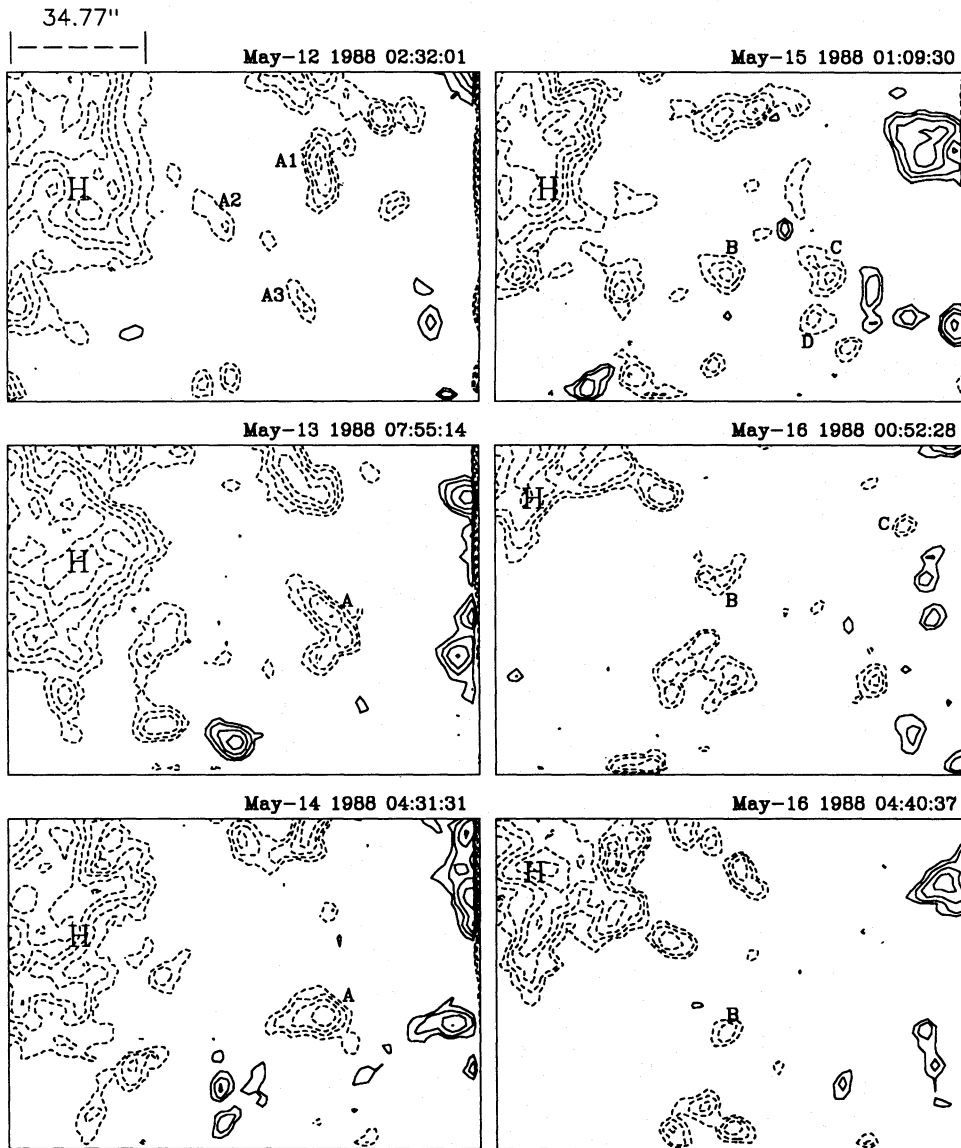 34.77"
May-12 1988 02:32:01
A1
H
A2
A3
May-15 1988 01:09:30
H
B
C
D
May-13 1988 07:55:14
H
A
May-16 1988 00:52:28
H
C
B
May-14 1988 04:31:31
H
A
May-16 1988 04:40:37
H
B